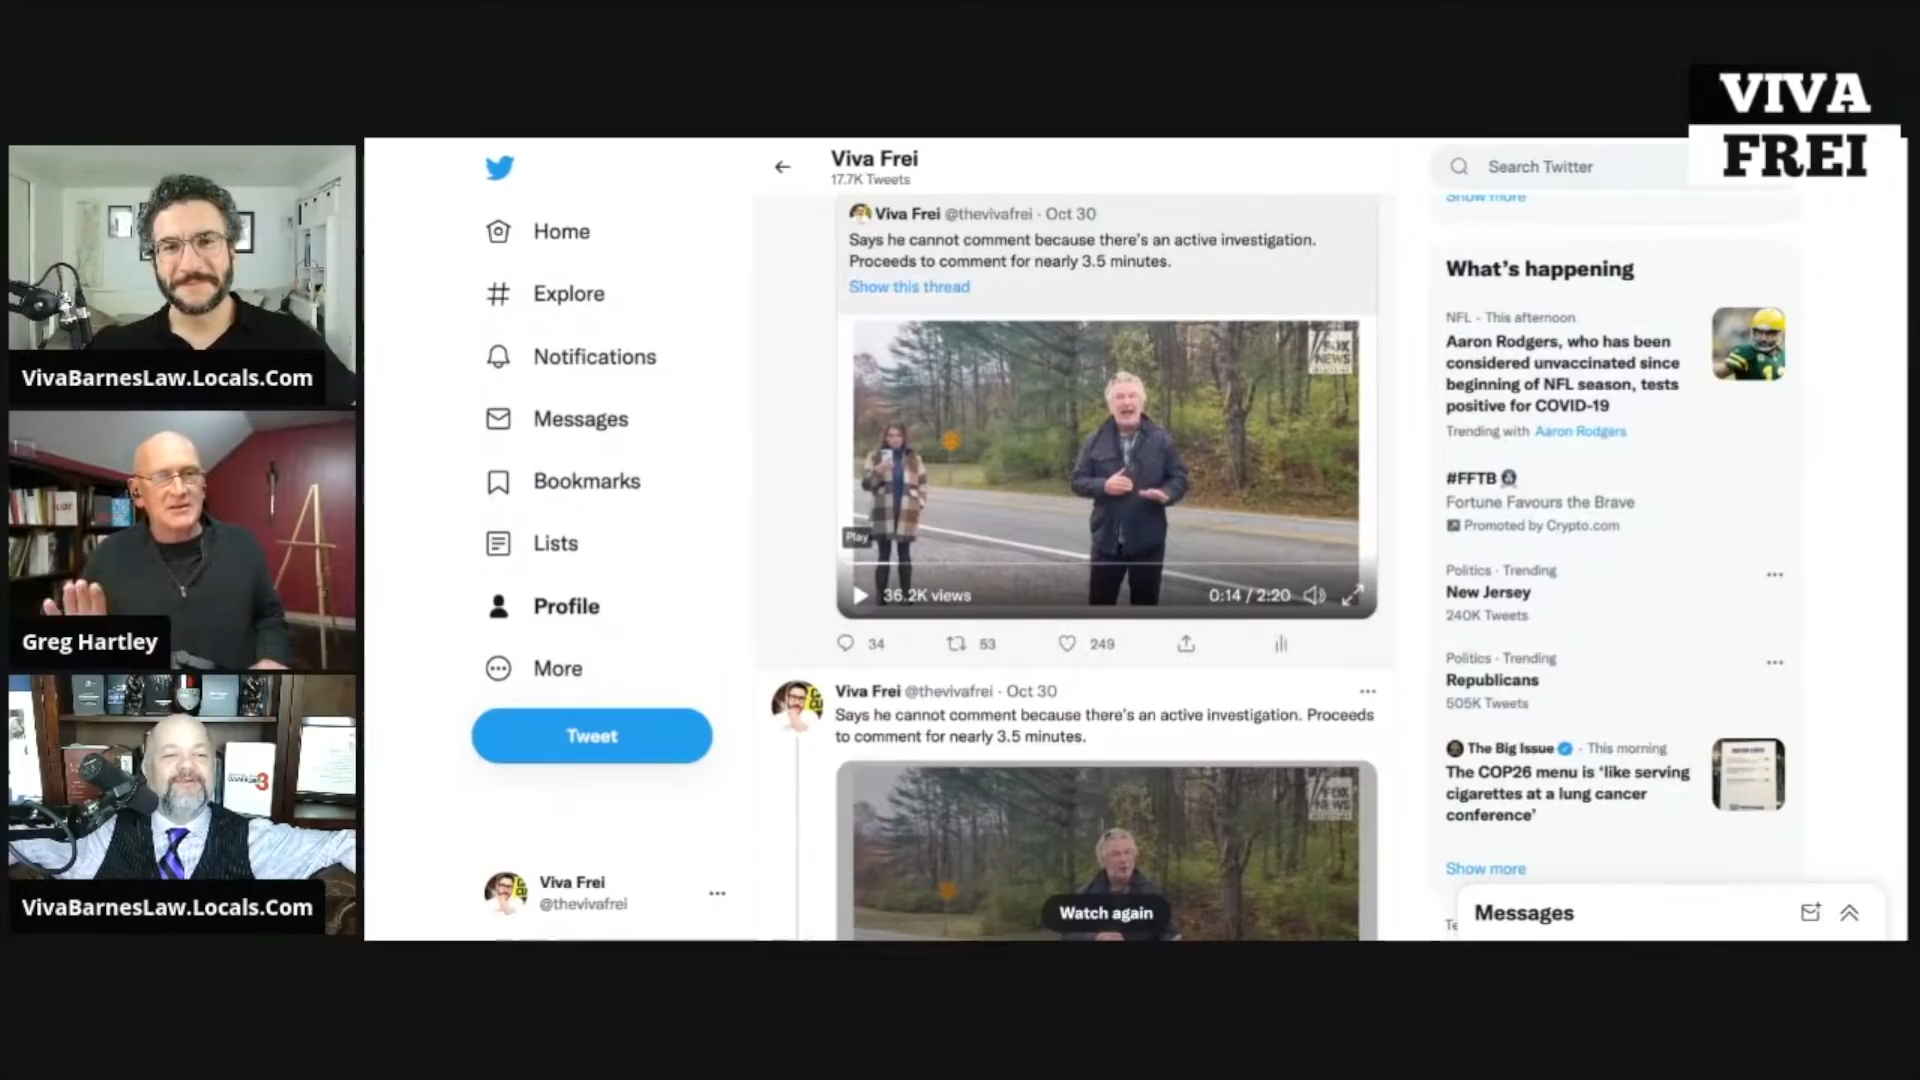 VIVA
FREI
VivaBarnesLaw.Locals.Com
Greg Hartley
VivaBarnesLaw.Locals.Com
Home
Explore
Notifications
Messages
Bookmarks
Lists
Profile
More
Tweet
Viva Frei
@thevivafrei
Viva Frei
17.7K Tweets
Viva Frei @thevivafrei · Oct 30
Says he cannot comment because there's an active investigation.
Proceeds to comment for nearly 3.5 minutes.
Show this thread
FOX
NEWS
Play
36.2K views
0:14 / 2:20
34
53
249
Viva Frei @thevivafrei · Oct 30
Says he cannot comment because there's an active investigation. Proceeds
to comment for nearly 3.5 minutes.
FOX
NEWS
Watch again
Search Twitter
Show more
What's happening
NFL · This afternoon
Aaron Rodgers, who has been
considered unvaccinated since
beginning of NFL season, tests
positive for COVID-19
Trending with Aaron Rodgers
#FFTB
Fortune Favours the Brave
Promoted by Crypto.com
Politics · Trending
New Jersey
240K Tweets
Politics · Trending
Republicans
505K Tweets
The Big Issue · This morning
The COP26 menu is 'like serving
cigarettes at a lung cancer
conference'
Show more
Messages